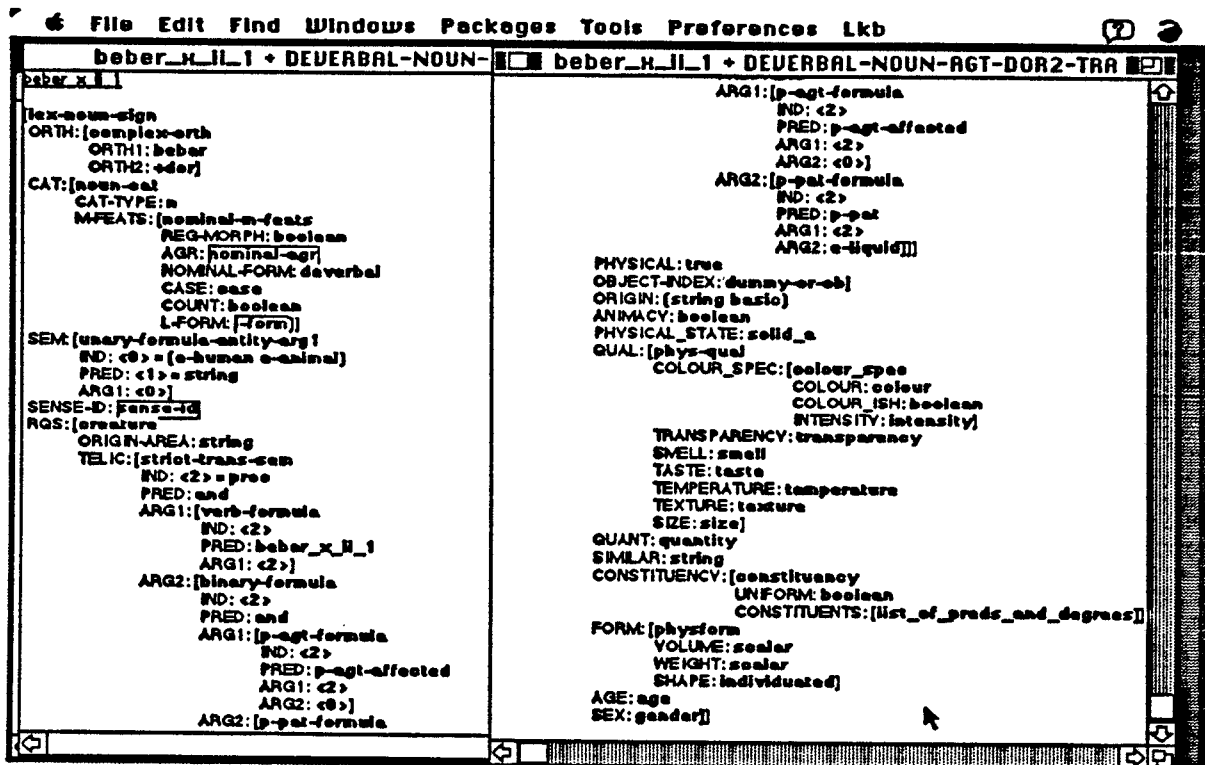 File Edit Find Windows Packages Tools Preferences Lkb
beber_x_ii_1 + DEVERBAL-NOUN-
beber_x_ii_1
[lex-noun-sign
ORTH: [complex-orth
ORTH1: beber
ORTH2: +dor]
CAT: [noun-cat
CAT-TYPE: n
M-FEATS: [nominal-m-feats
REG-MORPH: boolean
AGR: nominal-agr
NOMINAL-FORM: deverbal
CASE: case
COUNT: boolean
L-FORM: l-form]]
SEM: [unary-formula-entity-arg1
IND: <0> = (e-human e-animal)
PRED: <1> = string
ARG1: <0>]
SENSE-ID: sense-id
RQS: [creature
ORIGIN-AREA: string
TELIC: [strict-trans-sem
IND: <2> = proc
PRED: and
ARG1: [verb-formula
IND: <2>
PRED: beber_x_ii_1
ARG1: <2>]
ARG2: [binary-formula
IND: <2>
PRED: and
ARG1: [p-agt-formula
IND: <2>
PRED: p-agt-affected
ARG1: <2>
ARG2: <0>]
ARG2: [p-pat-formula
beber_x_ii_1 + DEVERBAL-NOUN-AGT-DOR2-TRA
ARG1: [p-agt-formula
IND: <2>
PRED: p-agt-affected
ARG1: <2>
ARG2: <0>]
ARG2: [p-pat-formula
IND: <2>
PRED: p-pat
ARG1: <2>
ARG2: e-liquid]]]
PHYSICAL: true
OBJECT-INDEX: dummy-or-obj
ORIGIN: (string basic)
ANIMACY: boolean
PHYSICAL_STATE: solid_a
QUAL: [phys-qual
COLOUR_SPEC: [colour_spec
COLOUR: colour
COLOUR_ISH: boolean
INTENSITY: intensity]
TRANSPARENCY: transparency
SMELL: smell
TASTE: taste
TEMPERATURE: temperature
TEXTURE: texture
SIZE: size]
QUANT: quantity
SIMILAR: string
CONSTITUENCY: [constituency
UNIFORM: boolean
CONSTITUENTS: [list_of_preds_and_degrees]]
FORM: [physform
VOLUME: scalar
WEIGHT: scalar
SHAPE: individuated]
AGE: age
SEX: gender]]